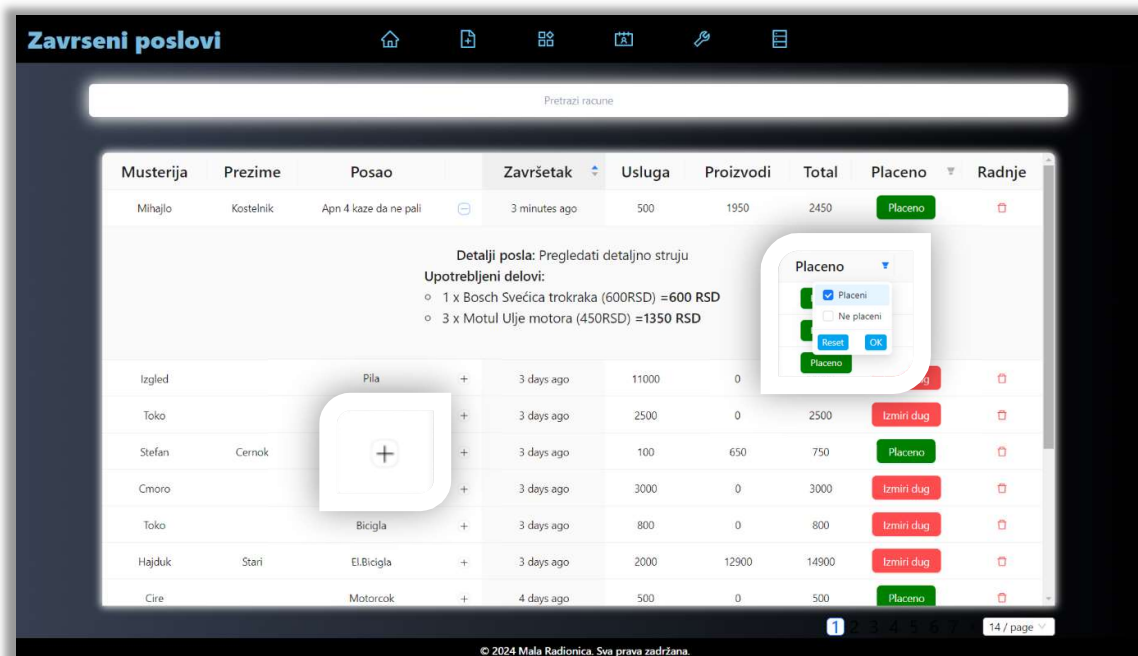 Zavrseni poslovi
Pretrazi racune
Musterija Prezime Posao Završetak Usluga Proizvodi Total Placeno Radnje
Mihajlo Kostelnik Apn 4 kaze da ne pali 3 minutes ago 500 1950 2450 Placeno
Detalji posla: Pregledati detaljno struju
Upotrebljeni delovi:
1 x Bosch Svećica trokraka (600RSD) =600 RSD
3 x Motul Ulje motora (450RSD) =1350 RSD
Placeno
Placeni
Ne placeni
Reset OK
Placeno
Izgled Pila + 3 days ago 11000 0
Toko + 3 days ago 2500 0 2500 Izmiri dug
Stefan Cernok + 3 days ago 100 650 750 Placeno
Cmoro + 3 days ago 3000 0 3000 Izmiri dug
Toko Bicigla + 3 days ago 800 0 800 Izmiri dug
Hajduk Stari El.Bicigla + 3 days ago 2000 12900 14900 Izmiri dug
Cire Motorcok + 4 days ago 500 0 500 Placeno
1 2 3 4 5 6 7 14 / page
© 2024 Mala Radionica. Sva prava zadržana.